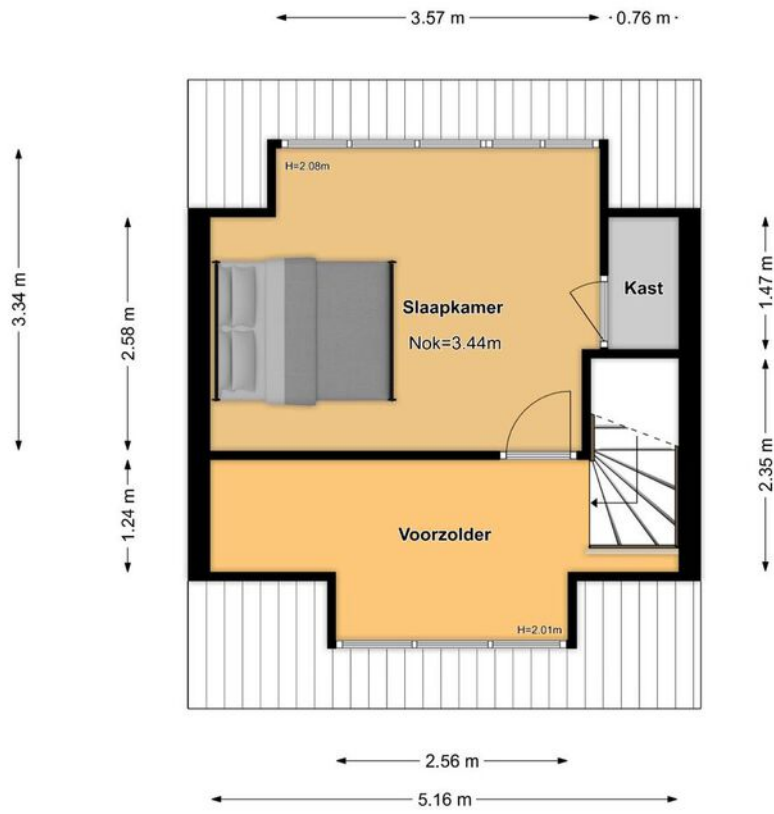 3.57 m
0.76 m
H=2.08m
3.34 m
2.58 m
1.47 m
Kast
Slaapkamer
Nok=3.44m
2.35 m
1.24 m
Voorzolder
H=2.01m
2.56 m
5.16 m